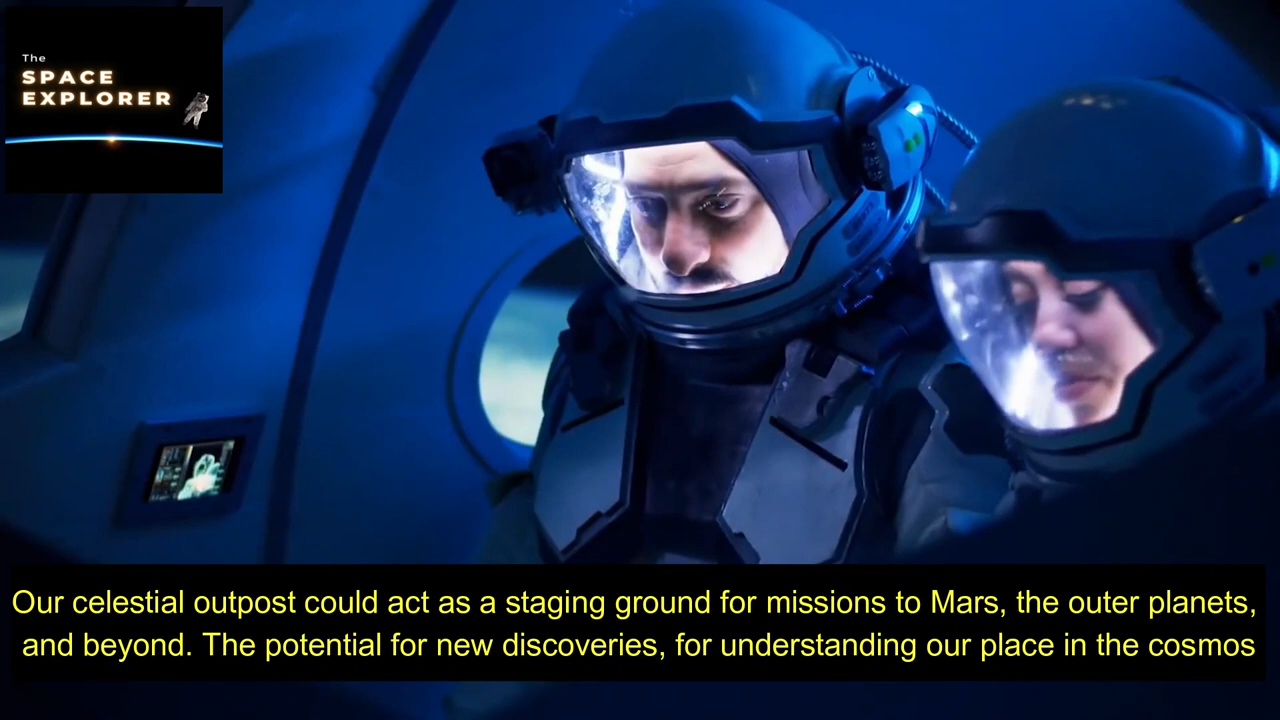 The
SPACE
EXPLORER
Our celestial outpost could act as a staging ground for missions to Mars, the outer planets,
and beyond. The potential for new discoveries, for understanding our place in the cosmos